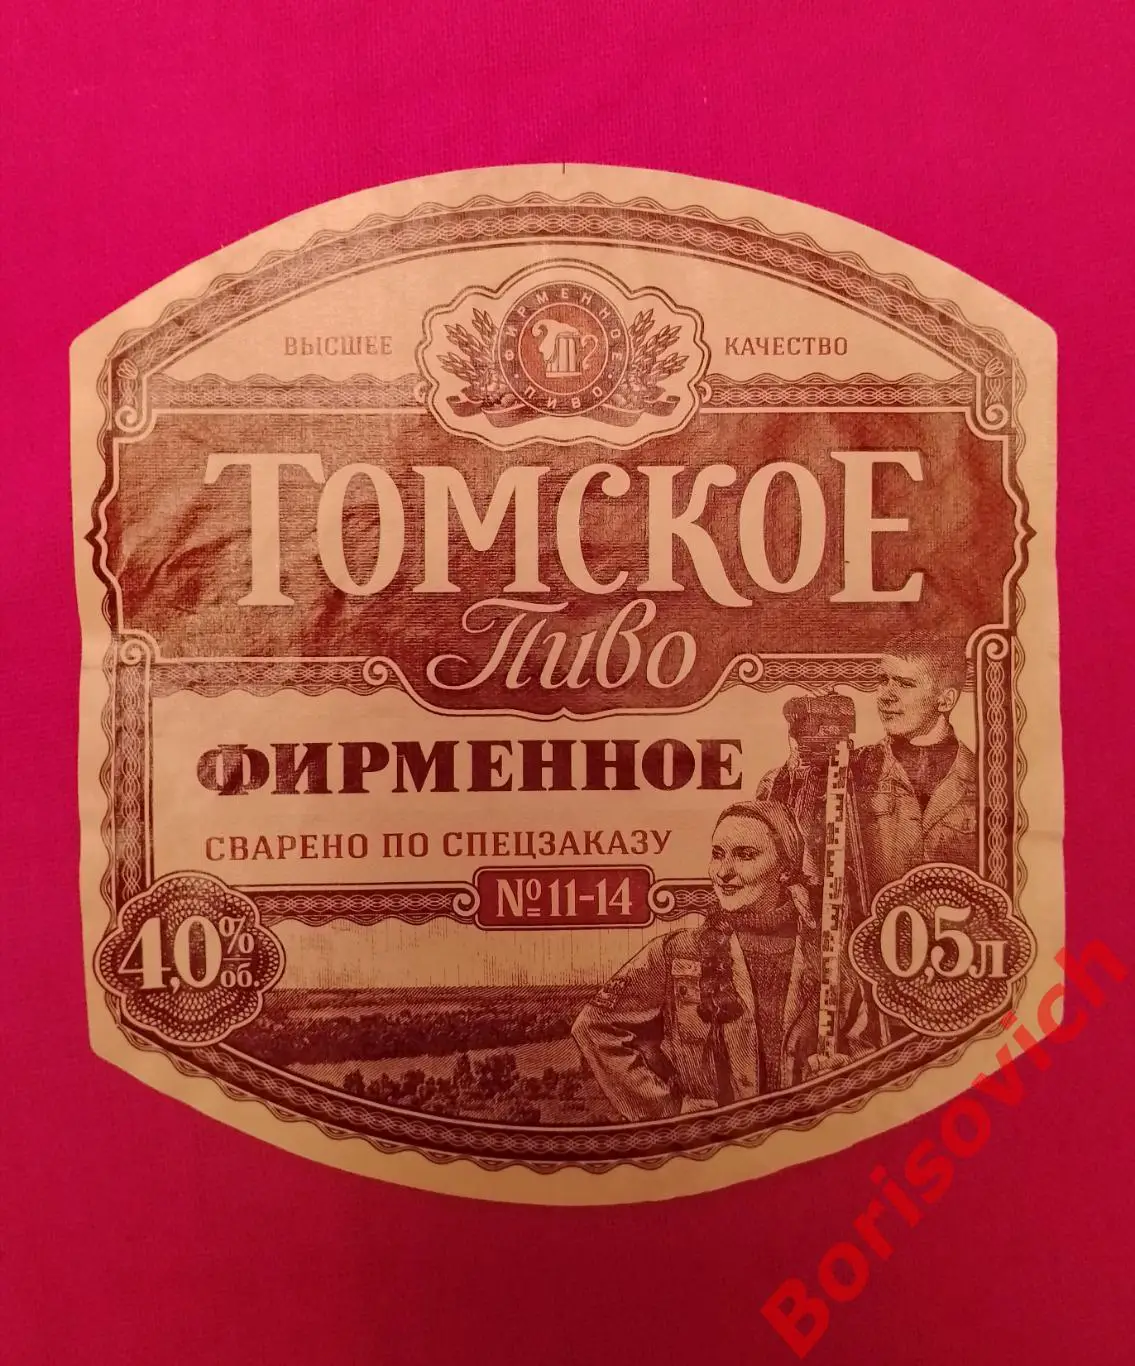 ФИРМЕННОЕ
ПИВО
ВЫСШЕЕ КАЧЕСТВО
ТОМСКОЕ
Пиво
ФИРМЕННОЕ
СВАРЕНО ПО СПЕЦЗАКАЗУ
№11-14
4,0% об.
0,5л
Borisovich